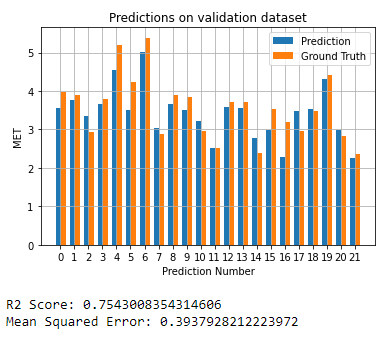 Predictions on validation dataset
Prediction
Ground Truth
MET
5
4
3
2
1
0
0 1 2 3 4 5 6 7 8 9 10 11 12 13 14 15 16 17 18 19 20 21
Prediction Number
R2 Score: 0.7543008354314606
Mean Squared Error: 0.3937928212223972